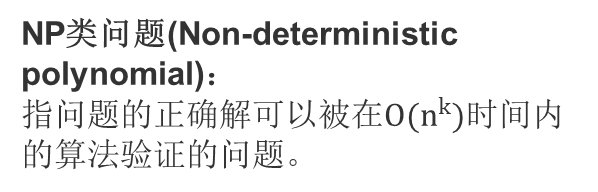 NP类问题(Non-deterministic
polynomial)：
指问题的正确解可以被在O(nᵏ)时间内
的算法验证的问题。